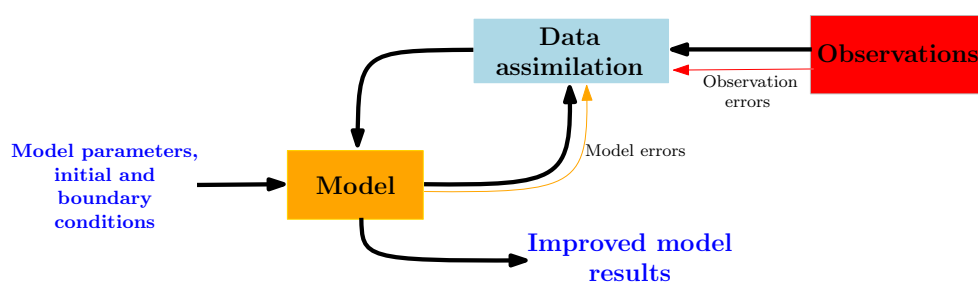 Data
assimilation
Observations
Observation
errors
Model errors
Model parameters,
initial and
boundary
conditions
Model
Improved model
results